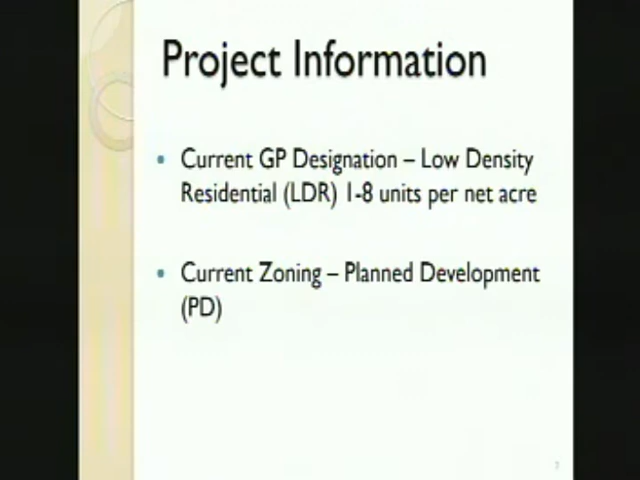 Project Information
• Current GP Designation – Low Density
Residential (LDR) 1-8 units per net acre
• Current Zoning – Planned Development
(PD)